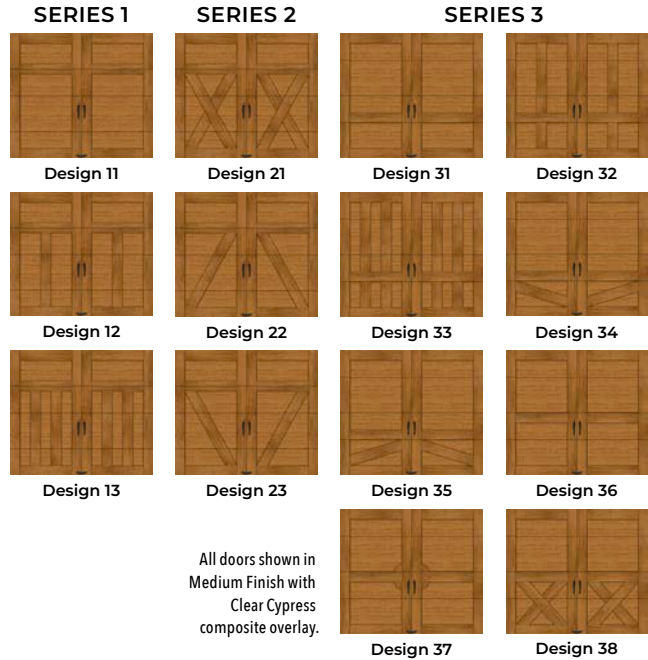 SERIES 1
SERIES 2
SERIES 3
Design 11
Design 21
Design 31
Design 32
Design 12
Design 22
Design 33
Design 34
Design 13
Design 23
Design 35
Design 36
All doors shown in
Medium Finish with
Clear Cypress
composite overlay.
Design 37
Design 38